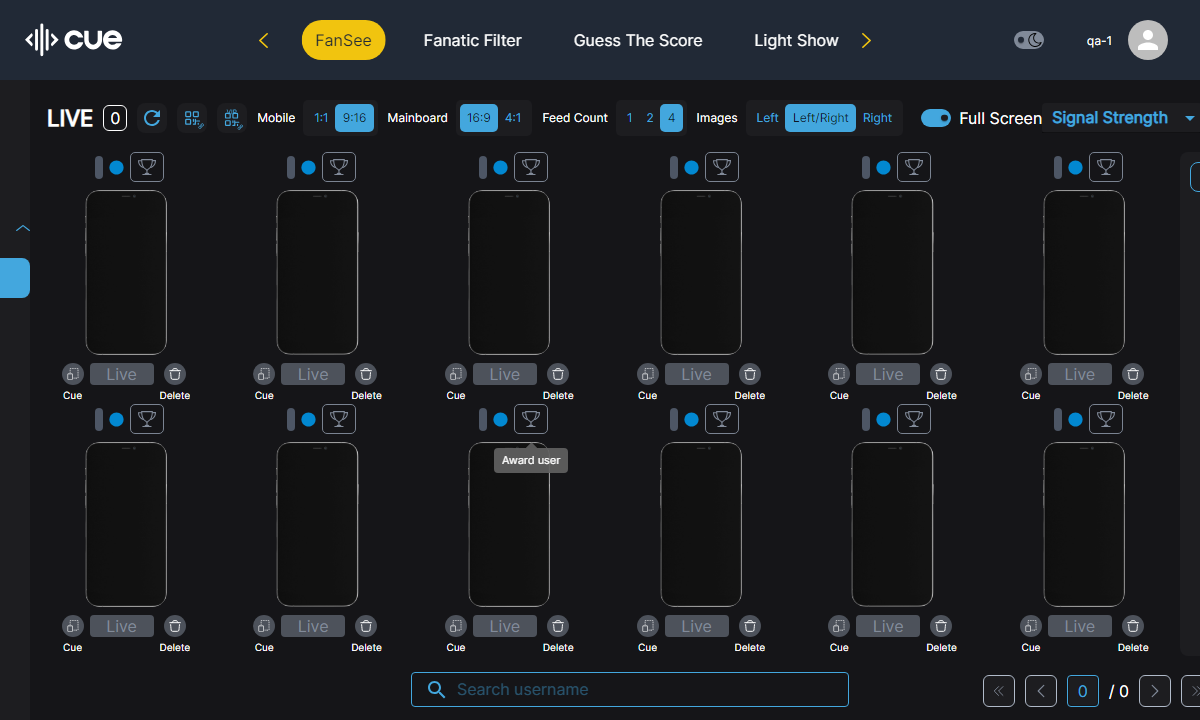 cue
FanSee
Fanatic Filter
Guess The Score
Light Show
qa-1
LIVE 0
Mobile 1:1 9:16
Mainboard 16:9 4:1
Feed Count 1 2 4
Images Left Left/Right Right
Full Screen
Signal Strength
Live Live Live Live Live Live
Cue Delete Cue Delete Cue Delete Cue Delete Cue Delete Cue Delete
Award user
Live Live Live Live Live Live
Cue Delete Cue Delete Cue Delete Cue Delete Cue Delete Cue Delete
Search username
0 / 0